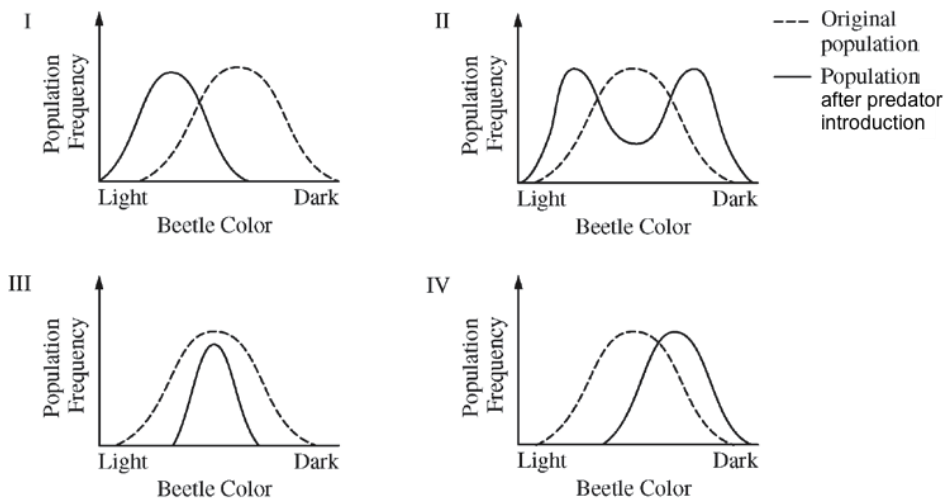 I
Population
Frequency
Light
Dark
Beetle Color
II
Population
Frequency
Light
Dark
Beetle Color
Original
population
Population
after predator
introduction
III
Population
Frequency
Light
Dark
Beetle Color
IV
Population
Frequency
Light
Dark
Beetle Color